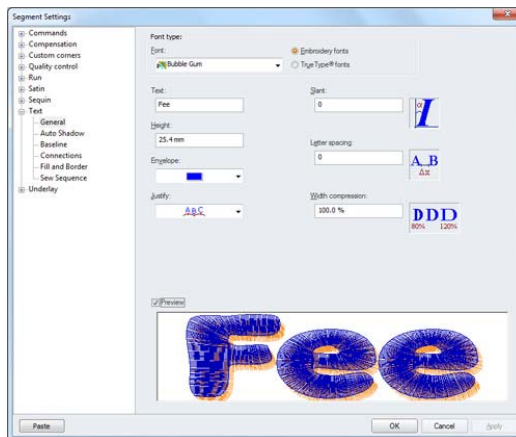 Segment Settings
Commands
Compensation
Custom corners
Quality control
Run
Satin
Sequin
Text
General
Auto Shadow
Baseline
Connections
Fill and Border
Sew Sequence
Underlay
Font type:
Font:
Bubble Gum
Embroidery fonts
TrueType® fonts
Text:
Fee
Slant:
0
α I
Height:
25.4 mm
Letter spacing:
0
A B
Δx
Envelope:
Justify:
ABC
Width compression:
100.0 %
D D D
80% 120%
Preview
Fee
Paste
OK
Cancel
Apply